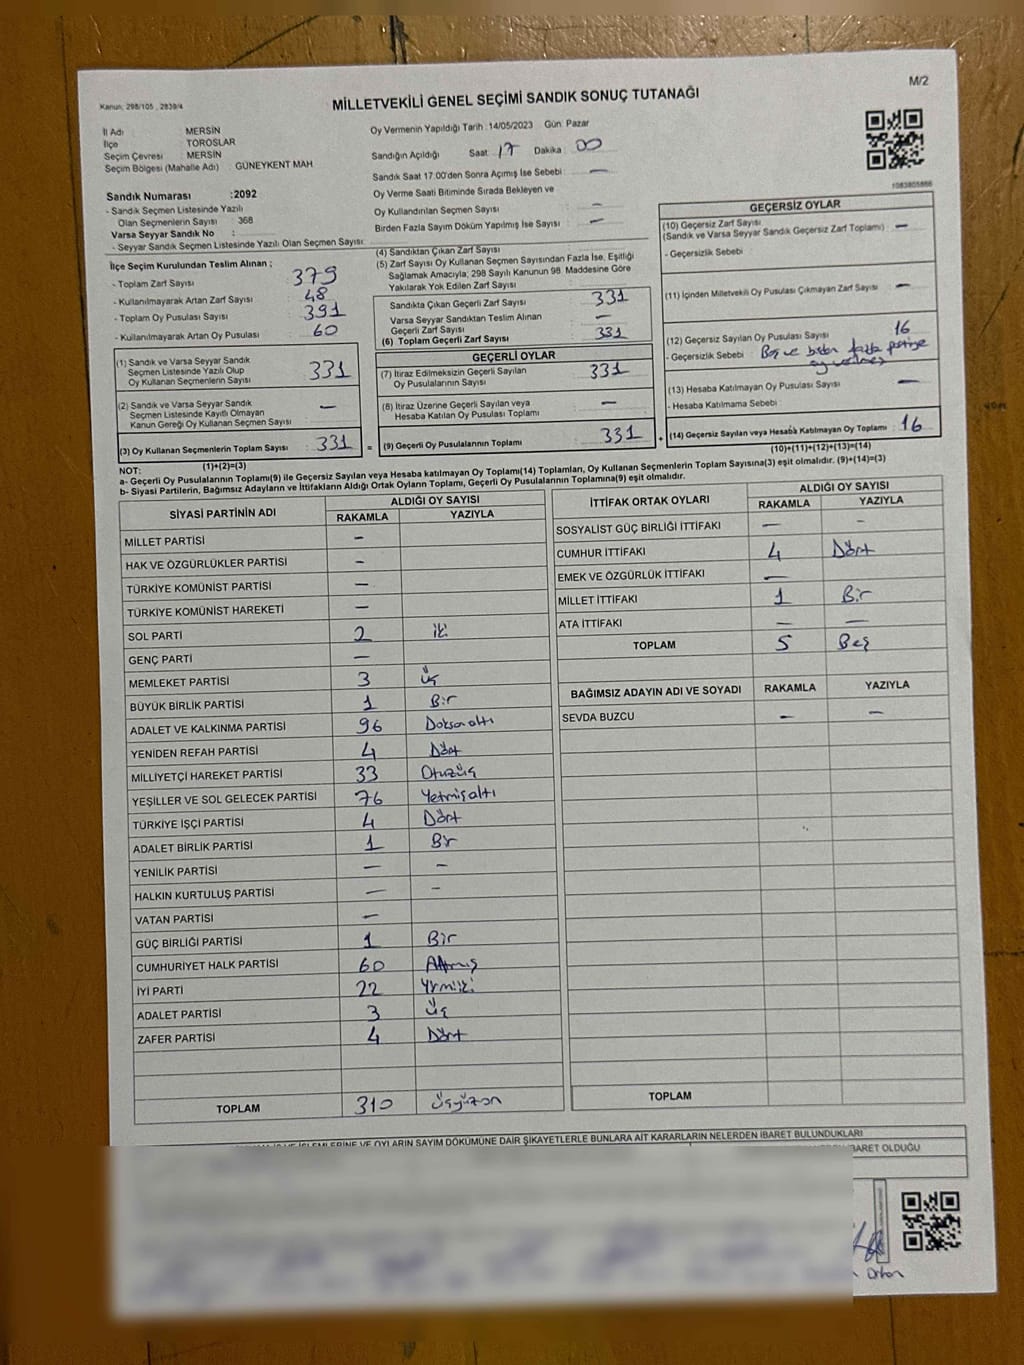 M/2
Kanun: 298/105 , 2839/4
MİLLETVEKİLİ GENEL SEÇİMİ SANDIK SONUÇ TUTANAĞI
İl Adı MERSİN
İlçe TOROSLAR
Seçim Çevresi MERSİN
Seçim Bölgesi (Mahalle Adı) GÜNEYKENT MAH
Sandık Numarası :2092
- Sandık Seçmen Listesinde Yazılı
Olan Seçmenlerin Sayısı 368
Varsa Seyyar Sandık No :
- Seyyar Sandık Seçmen Listesinde Yazılı Olan Seçmen Sayısı:
Oy Vermenin Yapıldığı Tarih :14/05/2023 Gün: Pazar
Sandığın Açıldığı Saat 17 Dakika : 00
Sandık Saat 17:00'den Sonra Açımış İse Sebebi : —
Oy Verme Saati Bitiminde Sırada Bekleyen ve
Oy Kullandırılan Seçmen Sayısı : —
Birden Fazla Sayım Döküm Yapılmış İse Sayısı : —
1083805866
İlçe Seçim Kurulundan Teslim Alınan ;
- Toplam Zarf Sayısı : 379
- Kullanılmayarak Artan Zarf Sayısı : 48
- Toplam Oy Pusulası Sayısı : 391
- Kullanılmayarak Artan Oy Pusulası : 60
(1) Sandık ve Varsa Seyyar Sandık
Seçmen Listesinde Yazılı Olup
Oy Kullanan Seçmenlerin Sayısı : 331
(2) Sandık ve Varsa Seyyar Sandık
Seçmen Listesinde Kayıtlı Olmayan
Kanun Gereği Oy Kullanan Seçmen Sayısı : —
(3) Oy Kullanan Seçmenlerin Toplam Sayısı : 331
(1)+(2)=(3)
(4) Sandıktan Çıkan Zarf Sayısı
(5) Zarf Sayısı Oy Kullanan Seçmen Sayısından Fazla İse, Eşitliği
Sağlamak Amacıyla; 298 Sayılı Kanunun 98. Maddesine Göre
Yakılarak Yok Edilen Zarf Sayısı :
Sandıkta Çıkan Geçerli Zarf Sayısı : 331
Varsa Seyyar Sandıktan Teslim Alınan
Geçerli Zarf Sayısı : —
(6) Toplam Geçerli Zarf Sayısı : 331
GEÇERLİ OYLAR
(7) İtiraz Edilmeksizin Geçerli Sayılan
Oy Pusulalarının Sayısı : 331
(8) İtiraz Üzerine Geçerli Sayılan veya
Hesaba Katılan Oy Pusulası Toplamı : —
= (9) Geçerli Oy Pusulalarının Toplamı : 331
GEÇERSİZ OYLAR
(10) Geçersiz Zarf Sayısı :
(Sandık ve Varsa Seyyar Sandık Geçersiz Zarf Toplamı) —
- Geçersizlik Sebebi :
(11) İçinden Milletvekili Oy Pusulası Çıkmayan Zarf Sayısı : —
(12) Geçersiz Sayılan Oy Pusulası Sayısı : 16
- Geçersizlik Sebebi : Boş ve birden fazla partiye
(13) Hesaba Katılmayan Oy Pusulası Sayısı : —
- Hesaba Katılmama Sebebi :
+ (14) Geçersiz Sayılan veya Hesaba Katılmayan Oy Toplamı : 16
(10)+(11)+(12)+(13)=(14)
NOT:
a- Geçerli Oy Pusulalarının Toplamı(9) ile Geçersiz Sayılan veya Hesaba katılmayan Oy Toplamı(14) Toplamları, Oy Kullanan Seçmenlerin Toplam Sayısına(3) eşit olmalıdır. (9)+(14)=(3)
b- Siyasi Partilerin, Bağımsız Adayların ve İttifakların Aldığı Ortak Oyların Toplamı, Geçerli Oy Pusulalarının Toplamına(9) eşit olmalıdır.
SİYASİ PARTİNİN ADI ALDIĞI OY SAYISI
RAKAMLA YAZIYLA
MİLLET PARTİSİ —
HAK VE ÖZGÜRLÜKLER PARTİSİ —
TÜRKİYE KOMÜNİST PARTİSİ —
TÜRKİYE KOMÜNİST HAREKETİ —
SOL PARTİ 2 iki
GENÇ PARTİ —
MEMLEKET PARTİSİ 3 üç
BÜYÜK BİRLİK PARTİSİ 1 Bir
ADALET VE KALKINMA PARTİSİ 96 Doksanaltı
YENİDEN REFAH PARTİSİ 4 Dört
MİLLİYETÇİ HAREKET PARTİSİ 33 Otuzüç
YEŞİLLER VE SOL GELECEK PARTİSİ 76 Yetmişaltı
TÜRKİYE İŞÇİ PARTİSİ 4 Dört
ADALET BİRLİK PARTİSİ 1 Bir
YENİLİK PARTİSİ — —
HALKIN KURTULUŞ PARTİSİ — —
VATAN PARTİSİ —
GÜÇ BİRLİĞİ PARTİSİ 1 Bir
CUMHURİYET HALK PARTİSİ 60 Altmış
İYİ PARTİ 22 Yirmiiki
ADALET PARTİSİ 3 üç
ZAFER PARTİSİ 4 Dört
TOPLAM 310 üçyüzon
İTTİFAK ORTAK OYLARI ALDIĞI OY SAYISI
RAKAMLA YAZIYLA
SOSYALİST GÜÇ BİRLİĞİ İTTİFAKI — —
CUMHUR İTTİFAKI 4 Dört
EMEK VE ÖZGÜRLÜK İTTİFAKI —
MİLLET İTTİFAKI 1 Bir
ATA İTTİFAKI — —
TOPLAM 5 Beş
BAĞIMSIZ ADAYIN ADI VE SOYADI RAKAMLA YAZIYLA
SEVDA BUZCU — —
TOPLAM
VE İŞLEMLERİNE VE OYLARIN SAYIM DÖKÜMÜNE DAİR ŞİKAYETLERLE BUNLARA AİT KARARLARIN NELERDEN İBARET BULUNDUKLARI
İBARET OLDUĞU